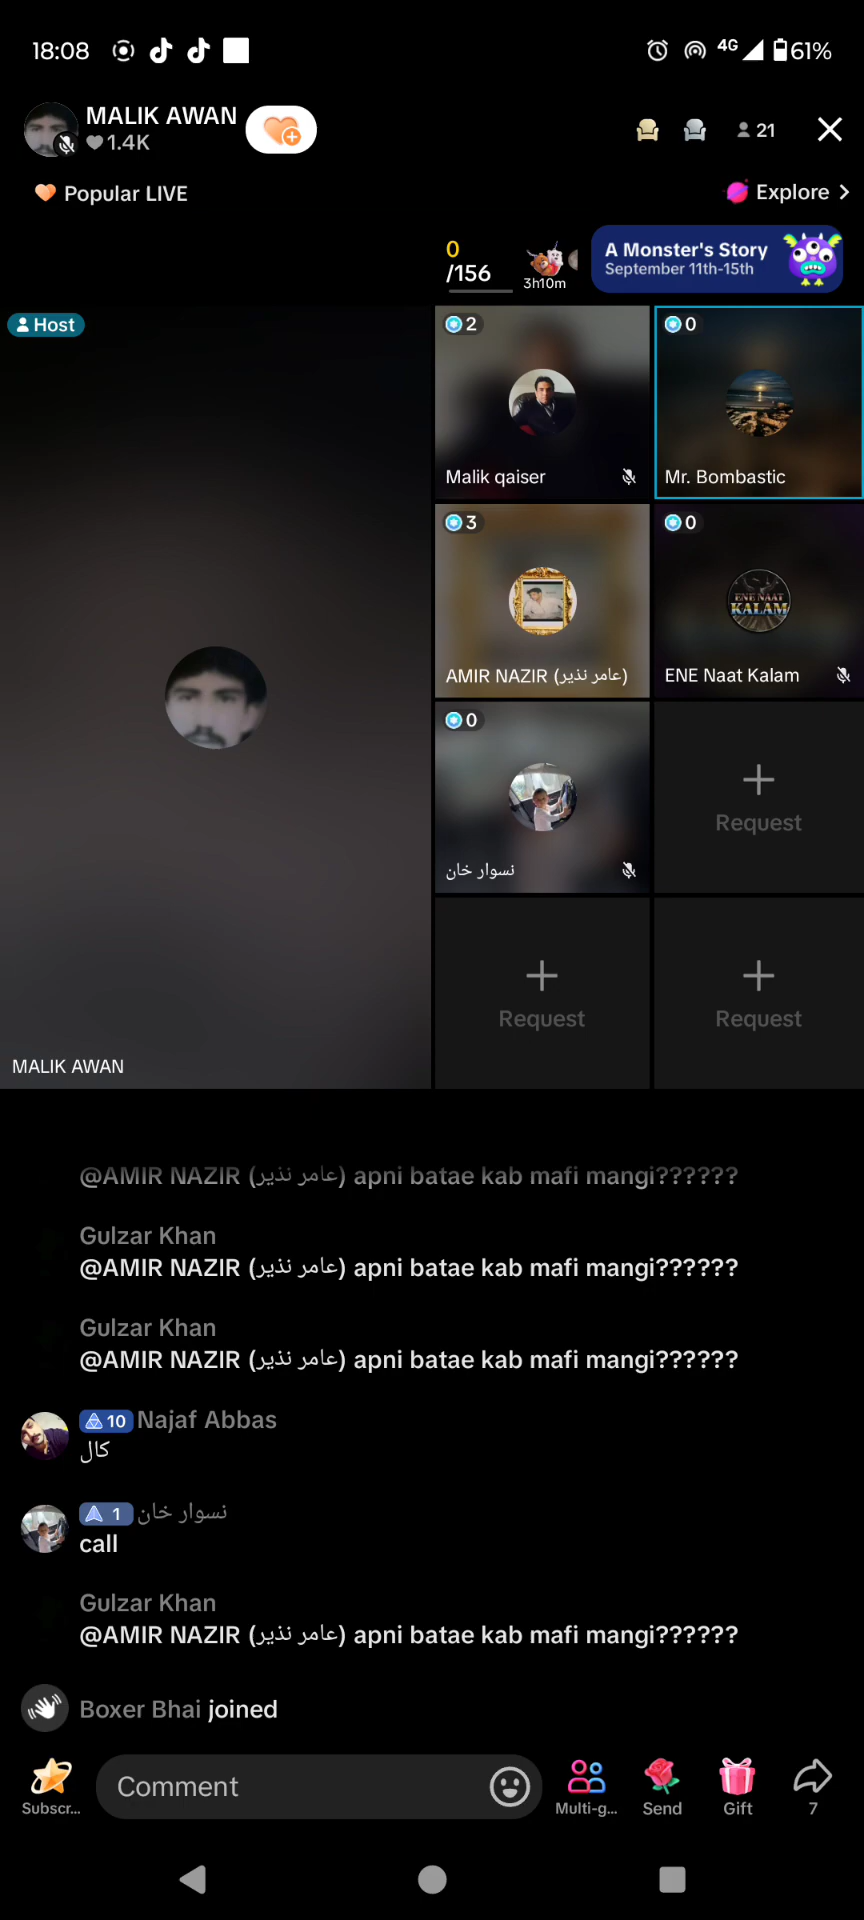 18:08
4G
61%
MALIK AWAN
1.4K
21
Popular LIVE
Explore
0
/156
3h10m
A Monster's Story
September 11th-15th
Host
2
0
Malik qaiser
Mr. Bombastic
3
0
ENE NAAT
KALAM
AMIR NAZIR (عامر نذیر)
ENE Naat Kalam
0
نسوار خان
Request
Request
Request
MALIK AWAN
@AMIR NAZIR (عامر نذیر) apni batae kab mafi mangi??????
Gulzar Khan
@AMIR NAZIR (عامر نذیر) apni batae kab mafi mangi??????
Gulzar Khan
@AMIR NAZIR (عامر نذیر) apni batae kab mafi mangi??????
10 Najaf Abbas
کال
1 نسوار خان
call
Gulzar Khan
@AMIR NAZIR (عامر نذیر) apni batae kab mafi mangi??????
Boxer Bhai joined
Comment
Subscr...
Multi-g...
Send
Gift
7